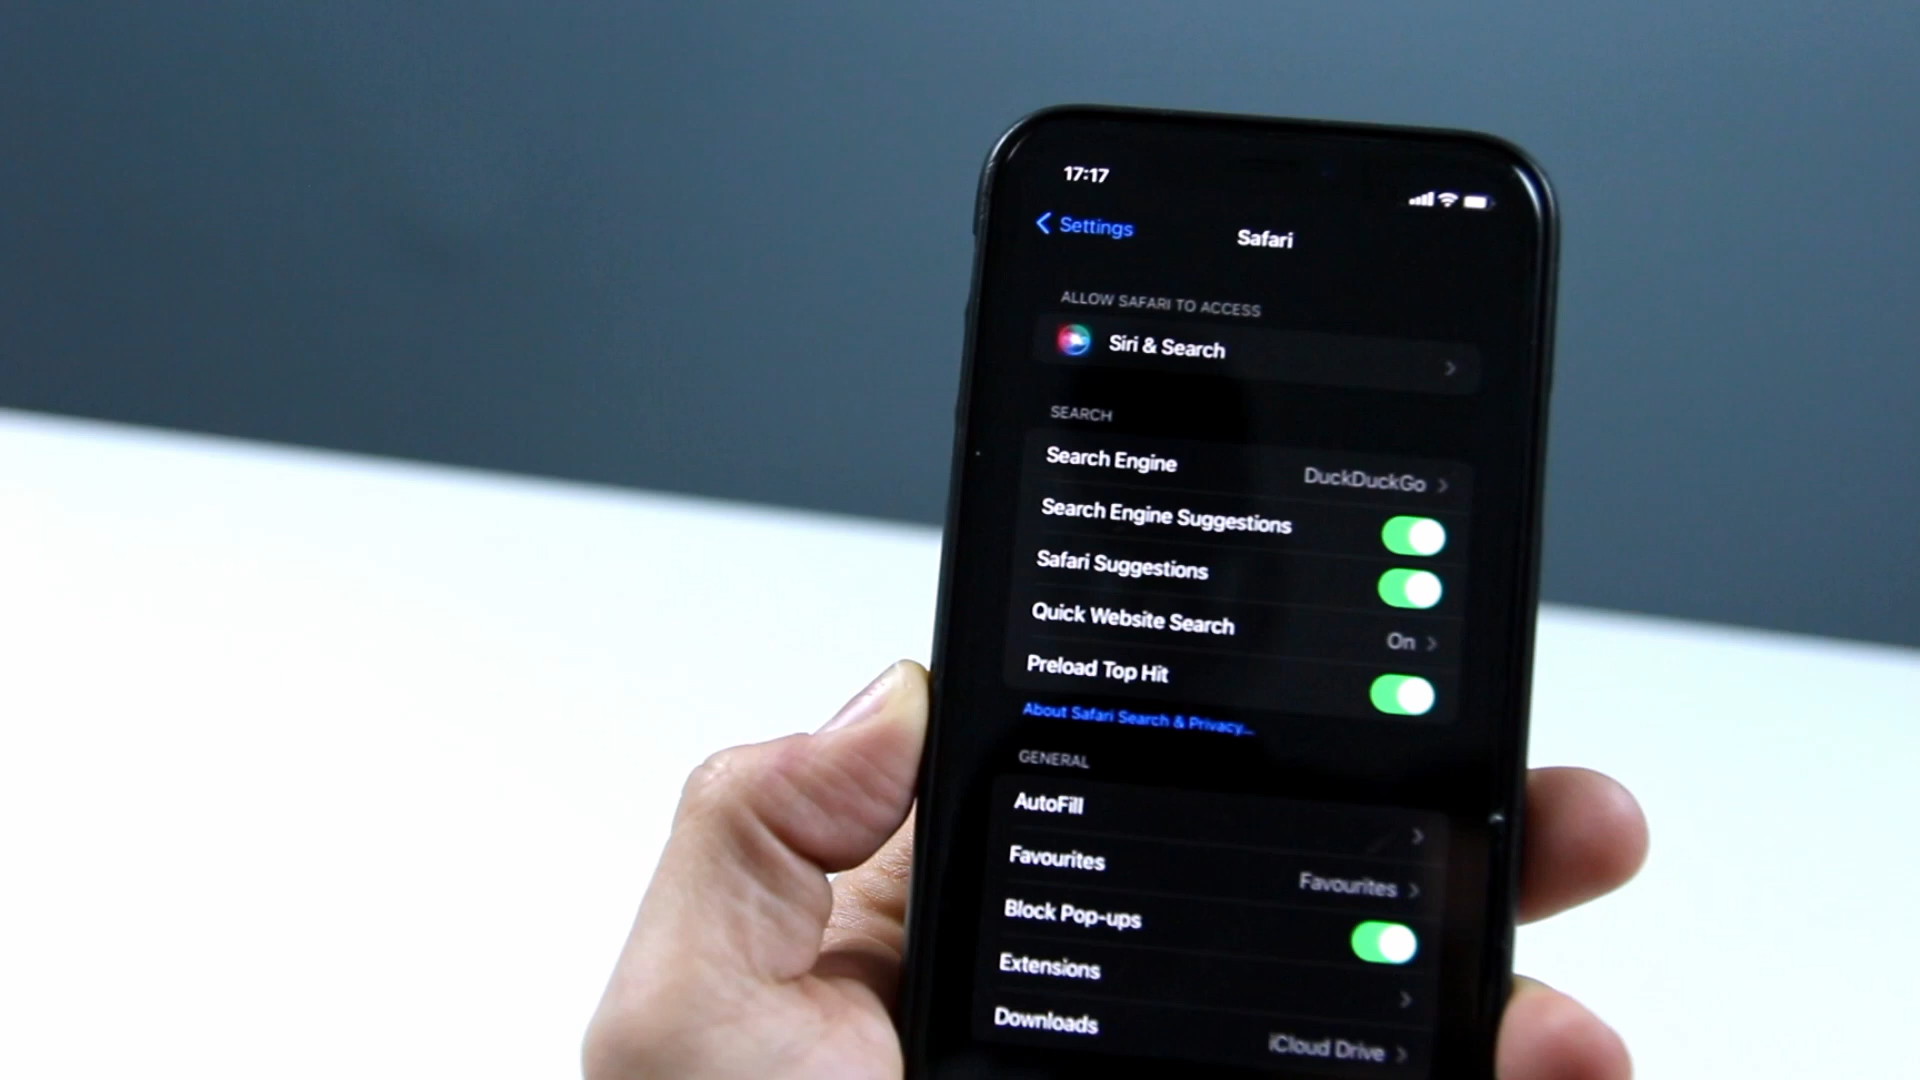 17:17
Settings
Safari
ALLOW SAFARI TO ACCESS
Siri & Search
SEARCH
Search Engine DuckDuckGo
Search Engine Suggestions
Safari Suggestions
Quick Website Search On
Preload Top Hit
About Safari Search & Privacy...
GENERAL
AutoFill
Favourites Favourites
Block Pop-ups
Extensions
Downloads iCloud Drive